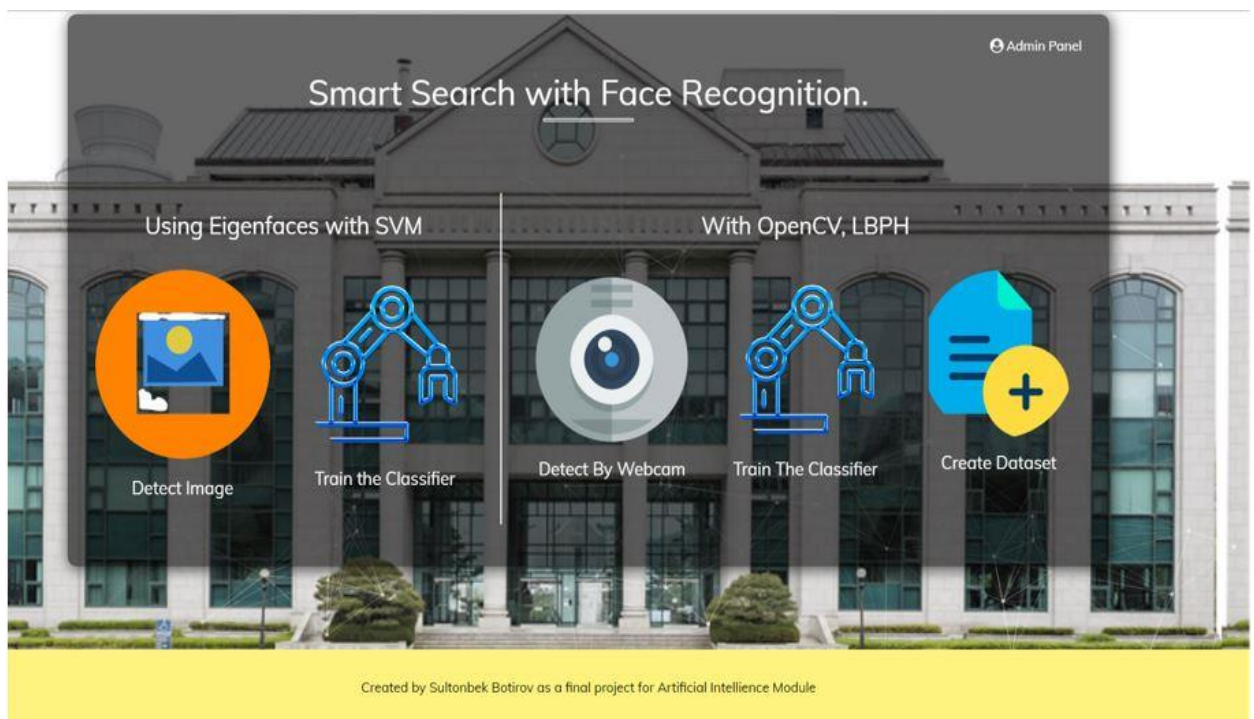 Admin Panel
Smart Search with Face Recognition.
Using Eigenfaces with SVM
With OpenCV, LBPH
Detect Image
Train the Classifier
Detect By Webcam
Train The Classifier
Create Dataset
Created by Sultonbek Botirov as a final project for Artificial Intellience Module